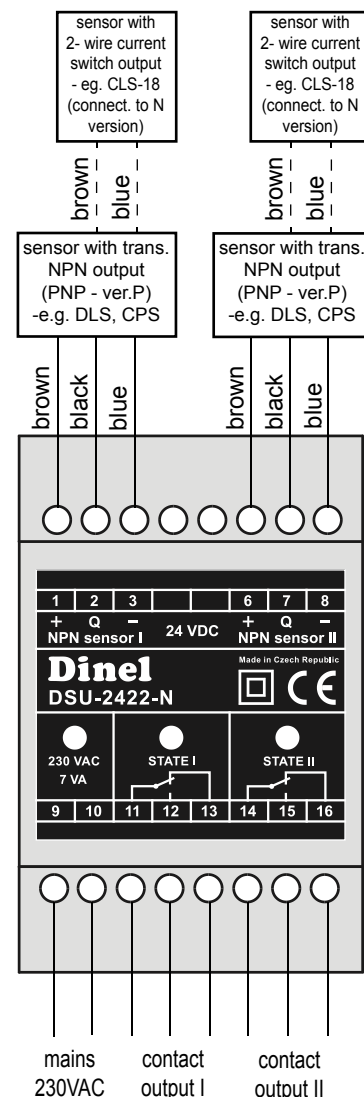 sensor with
2- wire current
switch output
- eg. CLS-18
(connect. to N
version)
sensor with
2- wire current
switch output
- eg. CLS-18
(connect. to N
version)
brown
blue
brown
blue
sensor with trans.
NPN output
(PNP - ver.P)
-e.g. DLS, CPS
sensor with trans.
NPN output
(PNP - ver.P)
-e.g. DLS, CPS
brown
black
blue
brown
black
blue
1 2 3 6 7 8
+ Q – 24 VDC + Q –
NPN sensor I NPN sensor II
Dinel
DSU-2422-N
Made in Czech Republic
CE
230 VAC
7 VA
STATE I
STATE II
9 10 11 12 13 14 15 16
mains
230VAC
contact
output I
contact
output II